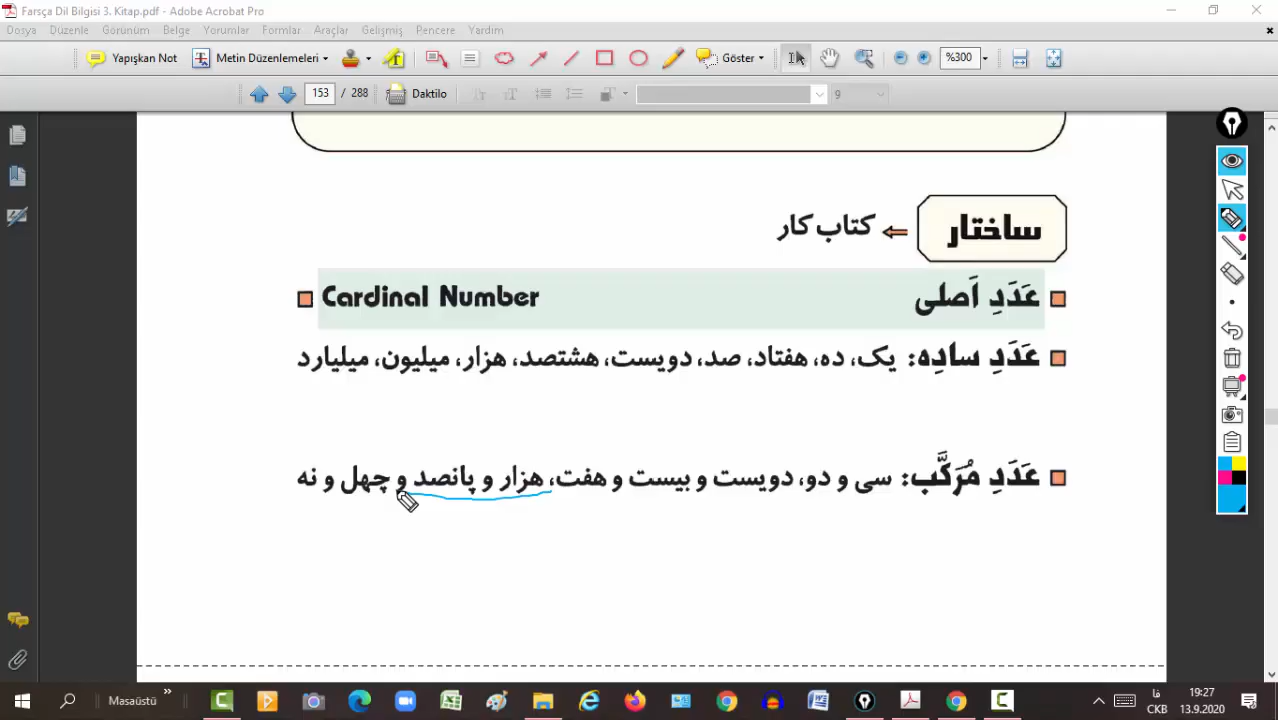 Farsça Dil Bilgisi 3. Kitap.pdf - Adobe Acrobat Pro
Dosya Düzenle Görünüm Belge Yorumlar Formlar Araçlar Gelişmiş Pencere Yardım
Yapışkan Not Metin Düzenlemeleri Göster %300
153 / 288 Daktilo 9
ساختار کتاب کار
عَدَدِ اَصلی Cardinal Number
عَدَدِ سادِه: یک، ده، هفتاد، صد، دویست، هشتصد، هزار، میلیون، میلیارد
عَدَدِ مُرَکَّب: سی و دو، دویست و بیست و هفت، هزار و پانصد و چهل و نه
Masaüstü » فا 19:27
CKB 13.9.2020